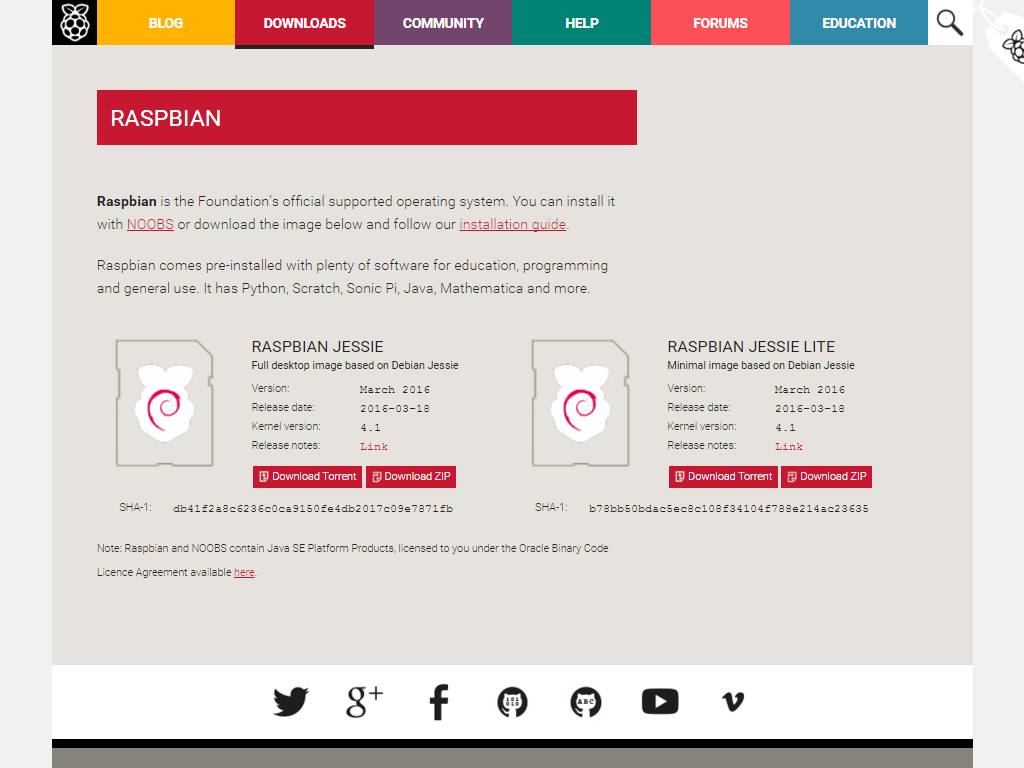 BLOG DOWNLOADS COMMUNITY HELP FORUMS EDUCATION
RASPBIAN
Raspbian is the Foundation's official supported operating system. You can install it
with NOOBS or download the image below and follow our installation guide.
Raspbian comes pre-installed with plenty of software for education, programming
and general use. It has Python, Scratch, Sonic Pi, Java, Mathematica and more.
RASPBIAN JESSIE
Full desktop image based on Debian Jessie
Version: March 2016
Release date: 2016-03-18
Kernel version: 4.1
Release notes: Link
Download Torrent Download ZIP
SHA-1: db41f2a8c6236c0ca9150fe4db2017c09e7871fb
RASPBIAN JESSIE LITE
Minimal image based on Debian Jessie
Version: March 2016
Release date: 2016-03-18
Kernel version: 4.1
Release notes: Link
Download Torrent Download ZIP
SHA-1: b78bb50bdac5ec8c108f34104f788e214ac23635
Note: Raspbian and NOOBS contain Java SE Platform Products, licensed to you under the Oracle Binary Code
Licence Agreement available here.
g+ f 101 010 ABC v